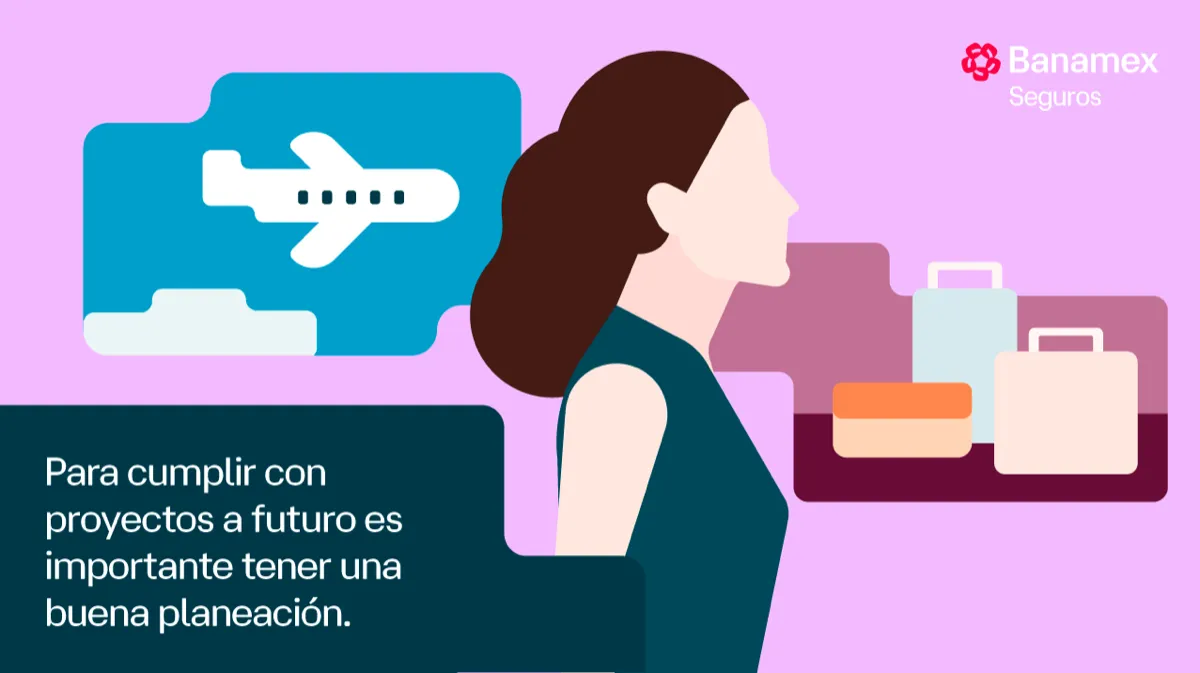 Banamex
Seguros
Para cumplir con
proyectos a futuro es
importante tener una
buena planeación.